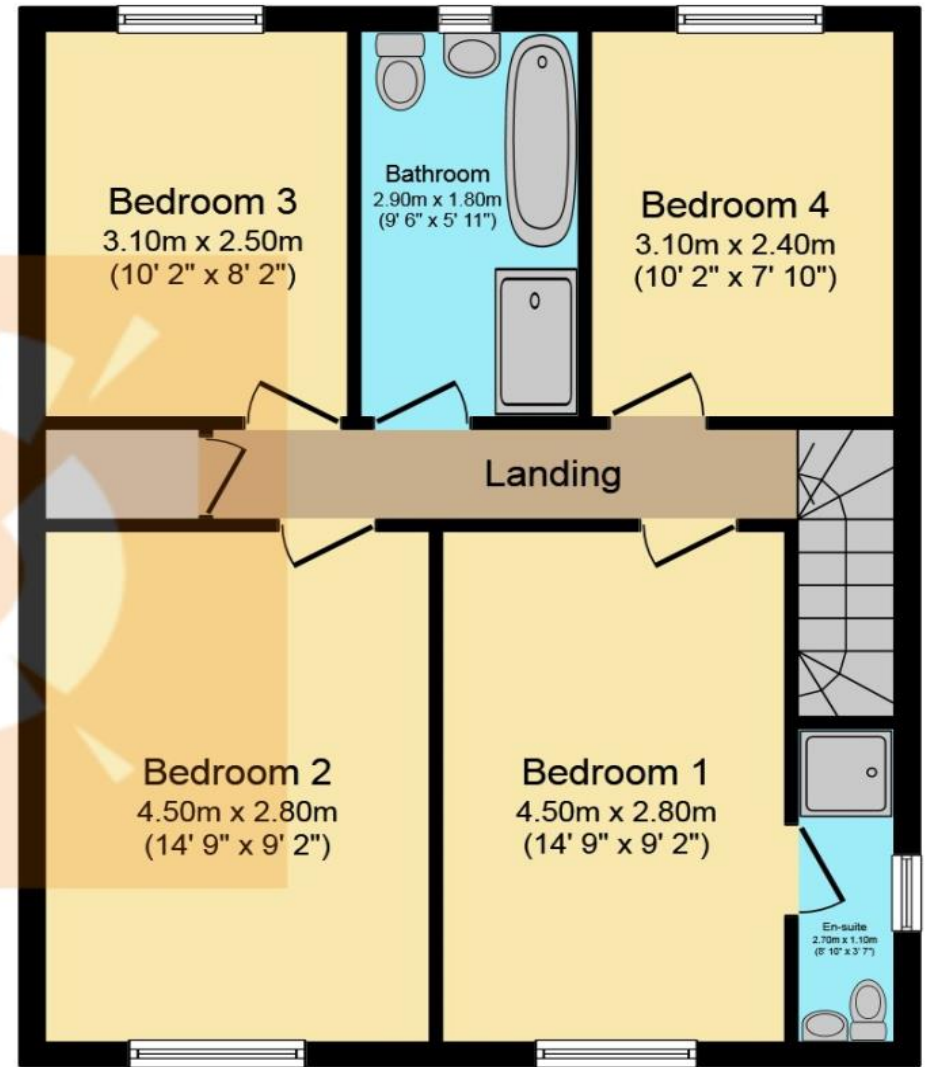 Bedroom 3
3.10m x 2.50m
(10' 2" x 8' 2")
Bathroom
2.90m x 1.80m
(9' 6" x 5' 11")
Bedroom 4
3.10m x 2.40m
(10' 2" x 7' 10")
Landing
Bedroom 2
4.50m x 2.80m
(14' 9" x 9' 2")
Bedroom 1
4.50m x 2.80m
(14' 9" x 9' 2")
En-suite
2.70m x 1.10m
(8' 10" x 3' 7")